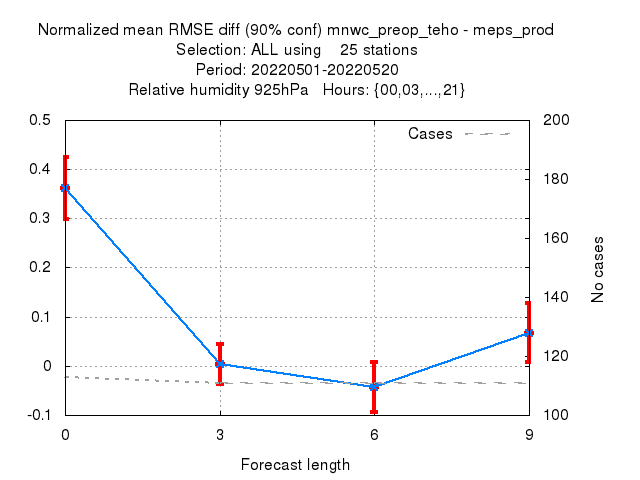 Normalized mean RMSE diff (90% conf) mnwc_preop_teho - meps_prod
Selection: ALL using    25 stations
Period: 20220501-20220520
Relative humidity 925hPa   Hours: {00,03,...,21}
Cases
0.5
0.4
0.3
0.2
0.1
0
-0.1
200
180
160
140
120
100
No cases
0 3 6 9
Forecast length